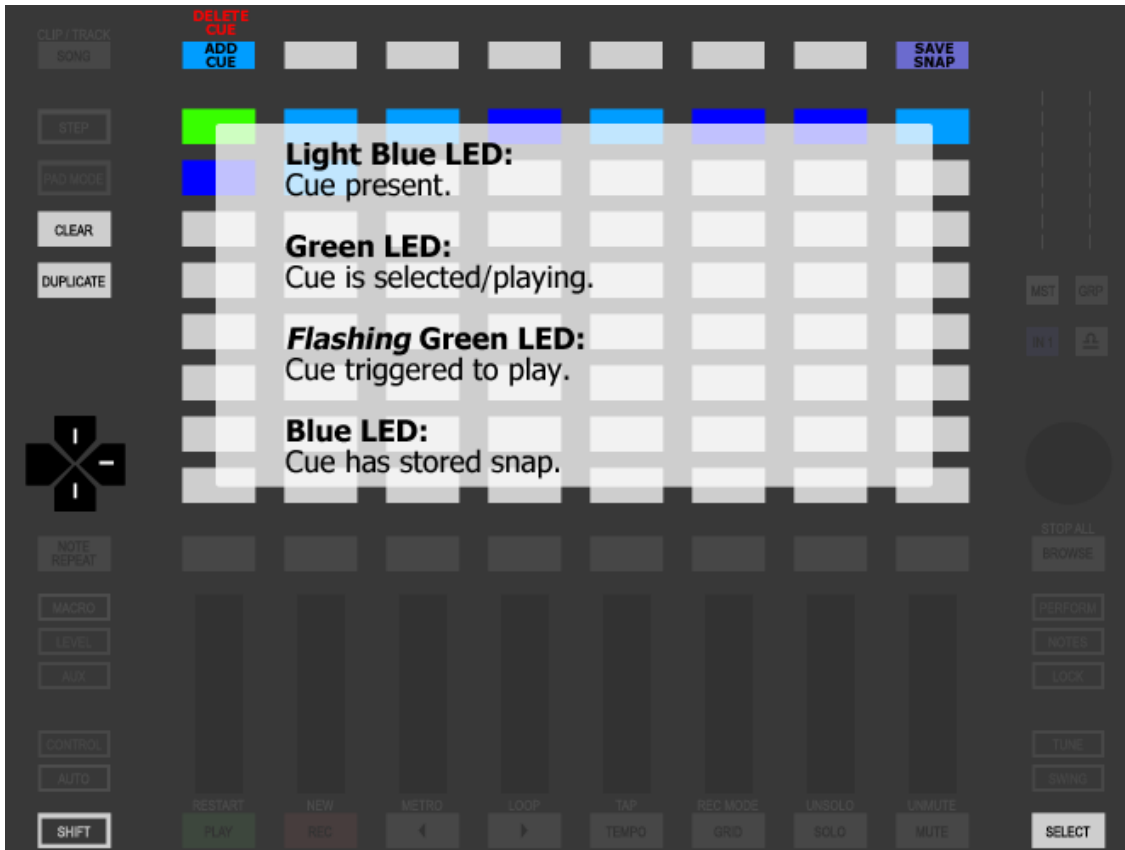 DELETE
CUE
CLIP / TRACK
SONG
ADD
CUE
SAVE
SNAP
STEP
PAD MODE
CLEAR
DUPLICATE
Light Blue LED:
Cue present.
Green LED:
Cue is selected/playing.
Flashing Green LED:
Cue triggered to play.
Blue LED:
Cue has stored snap.
MST GRP
IN 1
NOTE
REPEAT
STOP ALL
BROWSE
MACRO
LEVEL
AUX
PERFORM
NOTES
LOCK
CONTROL
AUTO
TUNE
SWING
RESTART NEW METRO LOOP TAP REC MODE UNSOLO UNMUTE
SHIFT PLAY REC TEMPO GRID SOLO MUTE SELECT